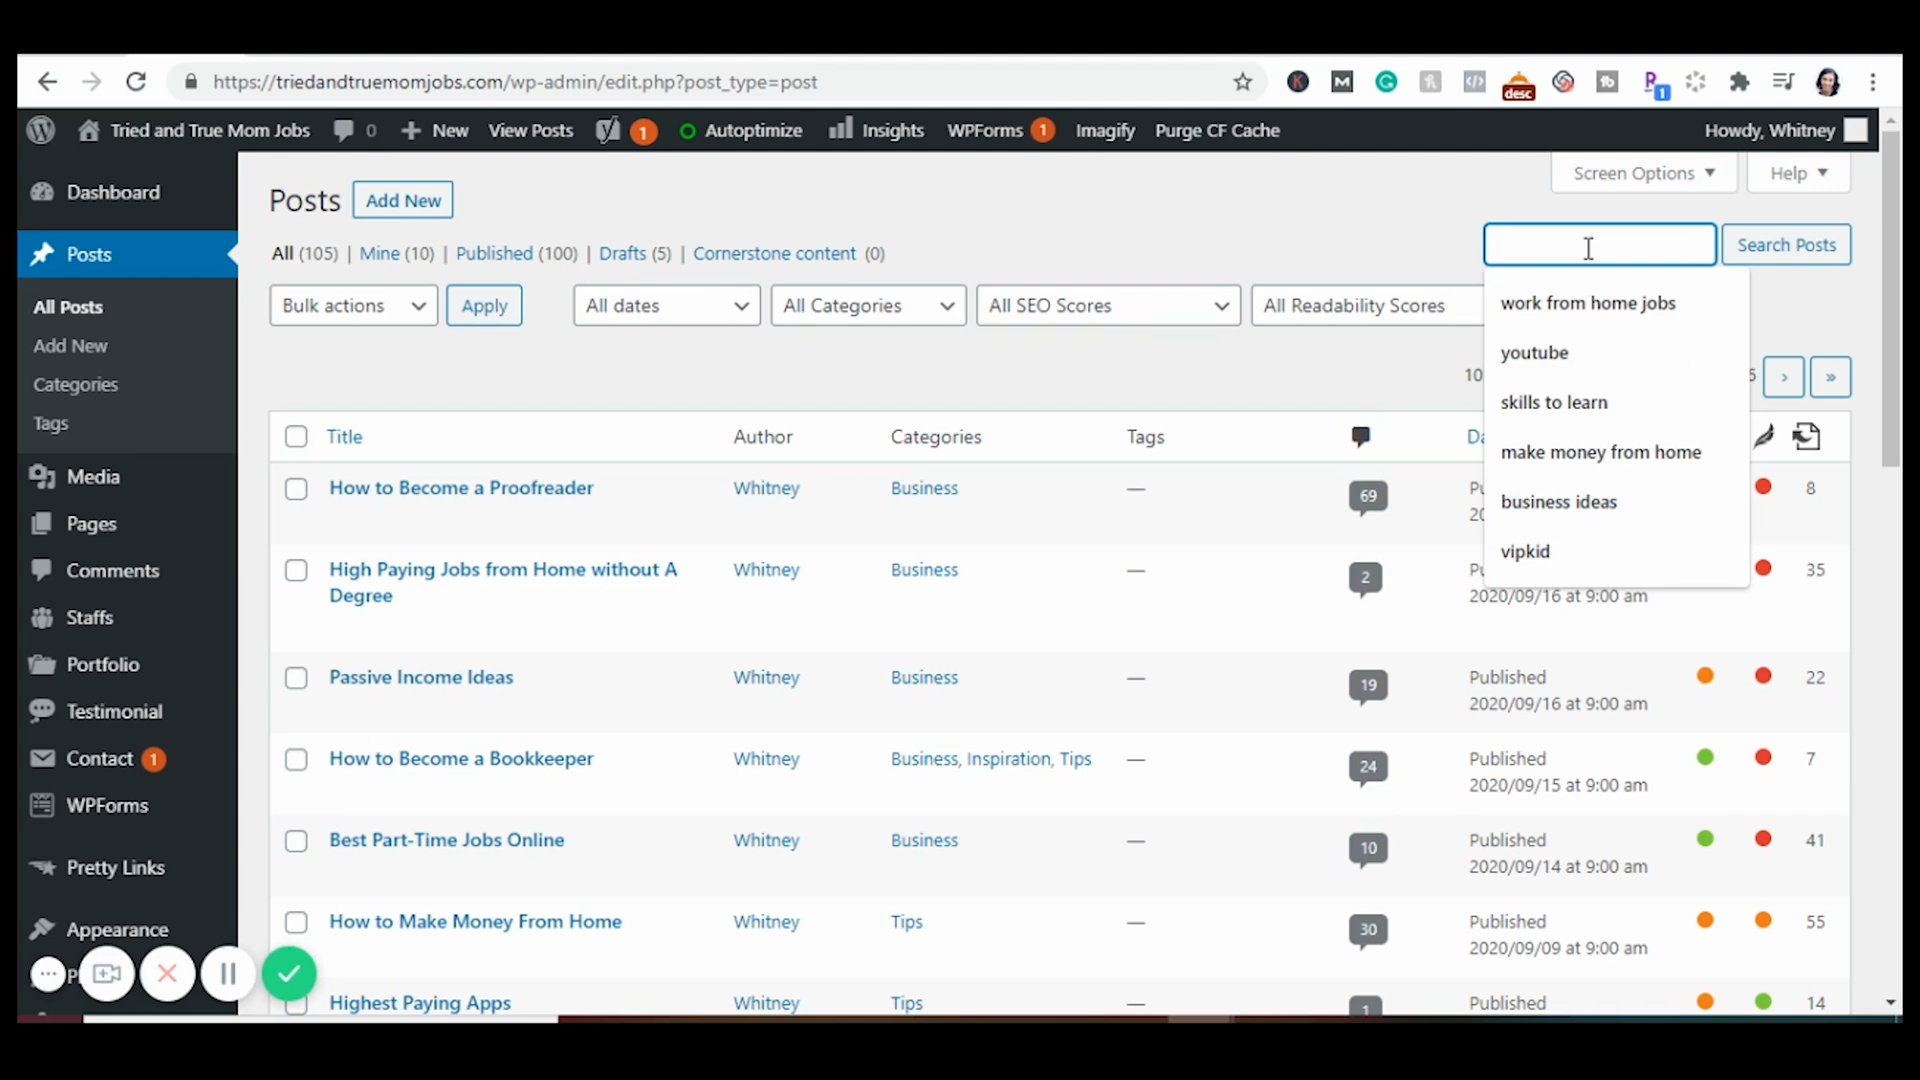 https://triedandtruemomjobs.com/wp-admin/edit.php?post_type=post
desc
1
Tried and True Mom Jobs 0 New View Posts 1 Autoptimize Insights WPForms 1 Imagify Purge CF Cache Howdy, Whitney
Screen Options Help
Dashboard
Posts
All Posts
Add New
Categories
Tags
Media
Pages
Comments
Staffs
Portfolio
Testimonial
Contact 1
WPForms
Pretty Links
Appearance
Posts Add New
All (105) | Mine (10) | Published (100) | Drafts (5) | Cornerstone content (0)
Search Posts
Bulk actions Apply All dates All Categories All SEO Scores All Readability Scores
work from home jobs
youtube
skills to learn
make money from home
business ideas
vipkid
10 5 › »
Title Author Categories Tags
How to Become a Proofreader Whitney Business — 69 8
High Paying Jobs from Home without A Whitney Business — 2 35
Degree 2020/09/16 at 9:00 am
Passive Income Ideas Whitney Business — 19 Published 22
2020/09/16 at 9:00 am
How to Become a Bookkeeper Whitney Business, Inspiration, Tips — 24 Published 7
2020/09/15 at 9:00 am
Best Part-Time Jobs Online Whitney Business — 10 Published 41
2020/09/14 at 9:00 am
How to Make Money From Home Whitney Tips — 30 Published 55
2020/09/09 at 9:00 am
Highest Paying Apps Whitney Tips — 1 Published 14